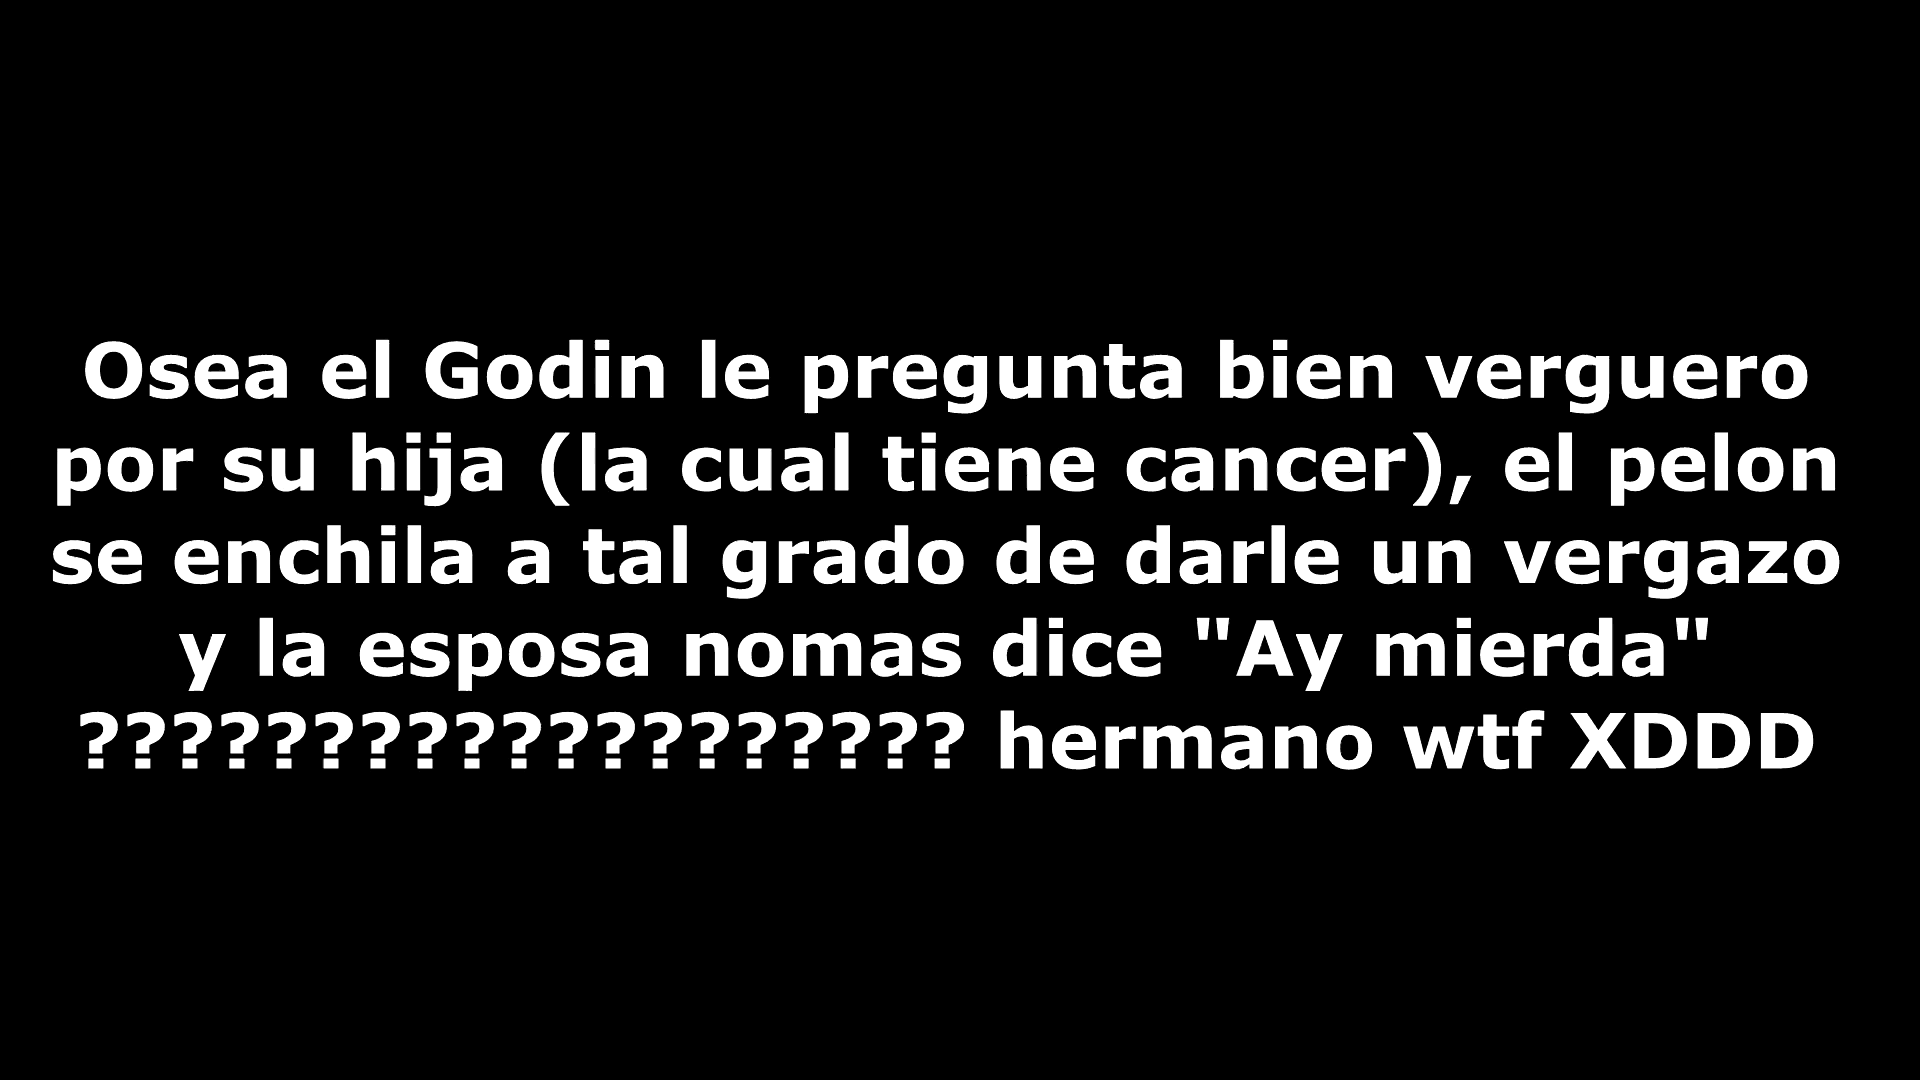 Osea el Godin le pregunta bien verguero
por su hija (la cual tiene cancer), el pelon
se enchila a tal grado de darle un vergazo
y la esposa nomas dice "Ay mierda"
??????????????????? hermano wtf XDDD